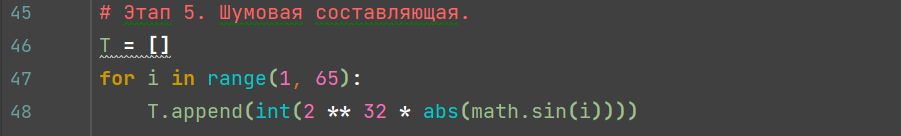 45 # Этап 5. Шумовая составляющая.
46 T = []
47 for i in range(1, 65):
48 T.append(int(2 ** 32 * abs(math.sin(i))))